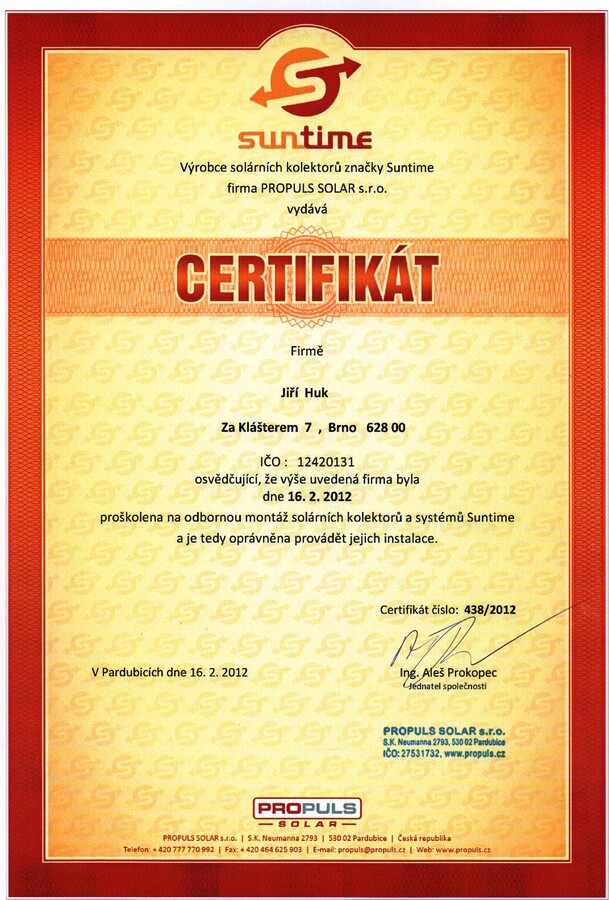 suntime
Výrobce solárních kolektorů značky Suntime
firma PROPULS SOLAR s.r.o.
vydává
CERTIFIKÁT
Firmě
Jiří Huk
Za Klášterem 7 , Brno 628 00
IČO : 12420131
osvědčující, že výše uvedená firma byla
dne 16. 2. 2012
proškolena na odbornou montáž solárních kolektorů a systémů Suntime
a je tedy oprávněna provádět jejich instalace.
Certifikát číslo: 438/2012
V Pardubicích dne 16. 2. 2012
Ing. Aleš Prokopec
Jednatel společnosti
PROPULS SOLAR s.r.o.
S.K. Neumanna 2793, 530 02 Pardubice
IČO: 27531732, www.propuls.cz
PROPULS
SOLAR
PROPULS SOLAR s.r.o. | S.K. Neumanna 2793 | 530 02 Pardubice | Česká republika
Telefon: + 420 777 770 992 | Fax: + 420 464 625 903 | E-mail: propuls@propuls.cz | Web: www.propuls.cz